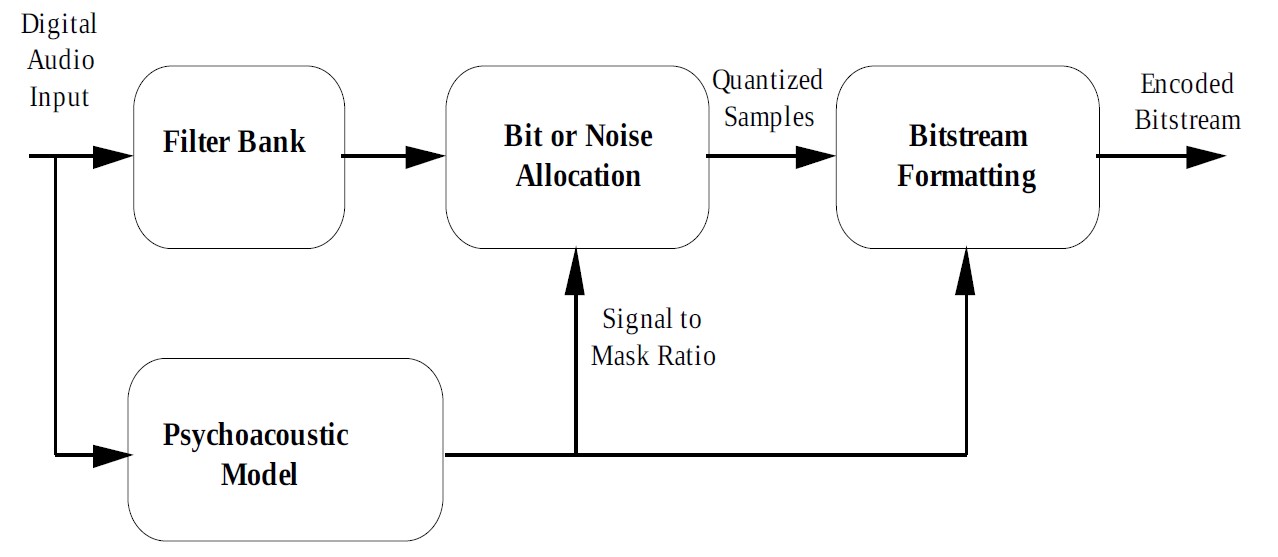 Digital
Audio
Input
Filter Bank
Bit or Noise
Allocation
Quantized
Samples
Bitstream
Formatting
Encoded
Bitstream
Signal to
Mask Ratio
Psychoacoustic
Model